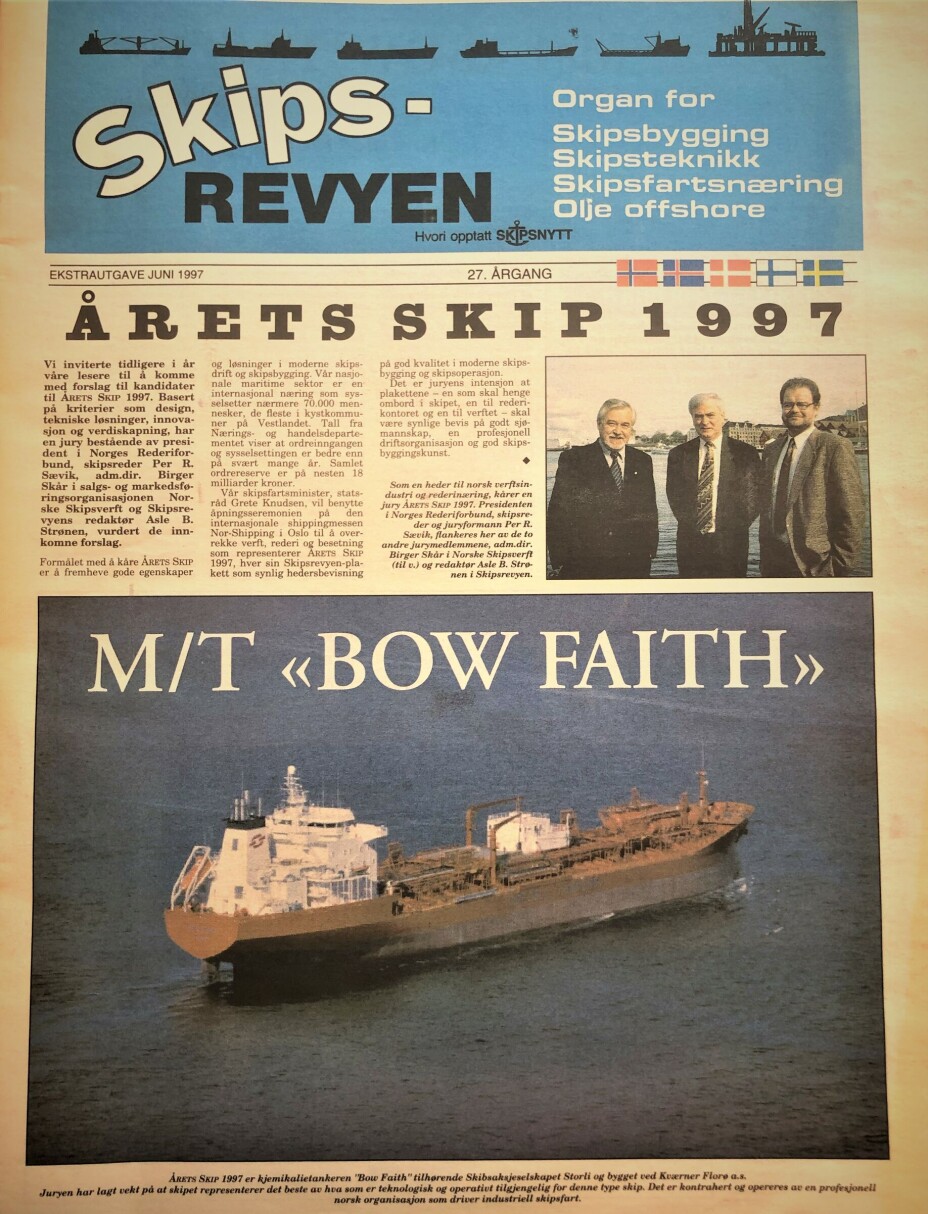 Skips-
REVYEN
Hvori opptatt SKIPSNYTT
Organ for
Skipsbygging
Skipsteknikk
Skipsfartsnæring
Olje offshore
EKSTRAUTGAVE JUNI 1997
27. ÅRGANG
ÅRETS SKIP 1997
Vi inviterte tidligere i år
våre lesere til å komme
med forslag til kandidater
til ÅRETS SKIP 1997. Basert
på kriterier som design,
tekniske løsninger, innova-
sjon og verdiskapning, har
en jury bestående av presi-
dent i Norges Rederifor-
bund, skipsreder Per R.
Sævik, adm.dir. Birger
Skår i salgs- og markedsfø-
ringsorganisasjonen Nor-
ske Skipsverft og Skipsre-
vyens redaktør Asle B.
Strønen, vurdert de inn-
komne forslag.
Formålet med å kåre ÅRETS SKIP
er å fremheve gode egenskaper
og løsninger i moderne skips-
drift og skipsbygging. Vår nasjo-
nale maritime sektor er en
internasjonal næring som sys-
selsetter nærmere 70.000 men-
nesker, de fleste i kystkommu-
ner på Vestlandet. Tall fra
Nærings- og handelsdeparte-
mentet viser at ordreinngangen
og sysselsettingen er bedre enn
på svært mange år. Samlet
ordrereserve er på nesten 18
milliarder kroner.
Vår skipsfartsminister, stats-
råd Grete Knudsen, vil benytte
åpningsseremonien på den
internasjonale shippingmessen
Nor-Shipping i Oslo til å over-
rekke verft, rederi og besetning
som representerer ÅRETS SKIP
1997, hver sin Skipsrevyen-pla-
kett som synlig hedersbevisning
på god kvalitet i moderne skips-
bygging og skipsoperasjon.
Det er juryens intensjon at
plakettene – en som skal henge
ombord i skipet, en til rederi-
kontoret og en til verftet – skal
være synlige bevis på godt sjø-
mannskap, en profesjonell
driftsorganisasjon og god skips-
byggingskunst.
Som en heder til norsk verftsin-
dustri og rederinæring, kårer en
jury ÅRETS SKIP 1997. Presidenten
i Norges Rederiforbund, skipsre-
der og juryformann Per R.
Sævik, flankeres her av de to
andre jurymedlemmene, adm.dir.
Birger Skår i Norske Skipsverft
(til v.) og redaktør Asle B. Strø-
nen i Skipsrevyen.
M/T «BOW FAITH»
ÅRETS SKIP 1997 er kjemikalietankeren "Bow Faith" tilhørende Skibsaksjeselskapet Storli og bygget ved Kværner Florø a.s.
Juryen har lagt vekt på at skipet representerer det beste av hva som er teknologisk og operativt tilgjengelig for denne type skip. Det er kontrahert og opereres av en profesjonell
norsk organisasjon som driver industriell skipsfart.